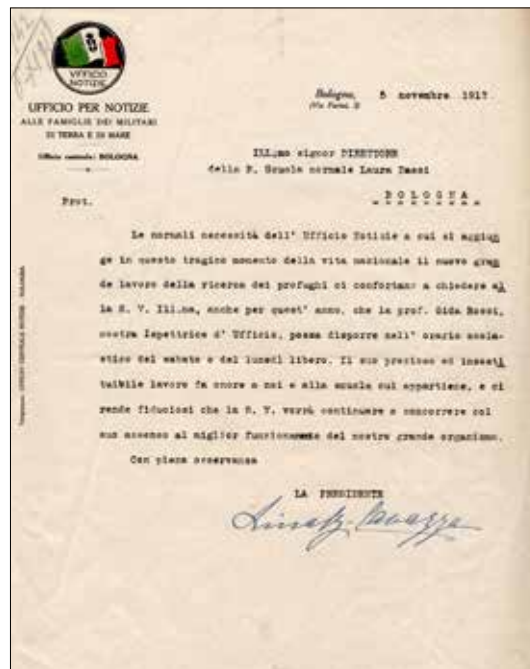 UFFICIO
NOTIZIE
UFFICIO PER NOTIZIE
ALLE FAMIGLIE DEI MILITARI
DI TERRA E DI MARE
Ufficio centrale: BOLOGNA
Bologna, 5 novembre 1917.
(Via Farini, 3)
ILL.mo signor DIRETTORE
della R. Scuola normale Laura Bassi
BOLOGNA
Prot.
Le normali necessità dell' Ufficio Notizie a cui si aggiun
ge in questo tragico momento della vita nazionale il nuovo gran
de lavoro della ricerca dei profughi ci confortano a chiedere al
la S. V. Ill.ma, anche per quest' anno, che la prof. Gida Rossi,
nostra Ispettrice d' Ufficio, possa disporre nell' orario scola-
stico del sabato e del lunedì libero. Il suo prezioso ed insosti
tuibile lavoro fa onore a noi e alla scuola cui appartiene, e ci
rende fiduciosi che la S. V. vorrà continuare a concorrere col
suo assenso al miglior funzionamento del nostro grande organismo.
Con piena osservanza
LA PRESIDENTE
Cavazza